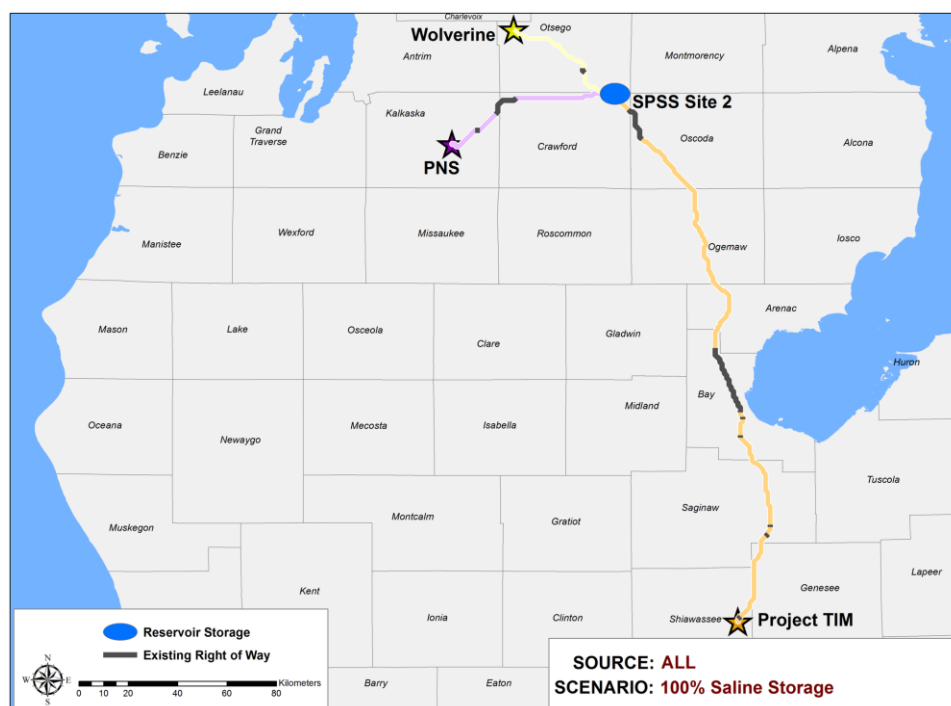 Charlevoix
Wolverine
Otsego
Antrim
Montmorency
Alpena
Leelanau
SPSS Site 2
Kalkaska
Grand
Traverse
Benzie
PNS
Crawford
Oscoda
Alcona
Manistee
Wexford
Missaukee
Roscommon
Ogemaw
Iosco
Arenac
Mason
Lake
Osceola
Clare
Gladwin
Huron
Bay
Midland
Oceana
Newaygo
Mecosta
Isabella
Tuscola
Saginaw
Muskegon
Montcalm
Gratiot
Lapeer
Genesee
Kent
Ionia
Clinton
Shiawassee
Project TIM
Reservoir Storage
Existing Right of Way
N
W E
S
Kilometers
0 10 20 40 60 80
Barry
Eaton
SOURCE: ALL
SCENARIO: 100% Saline Storage